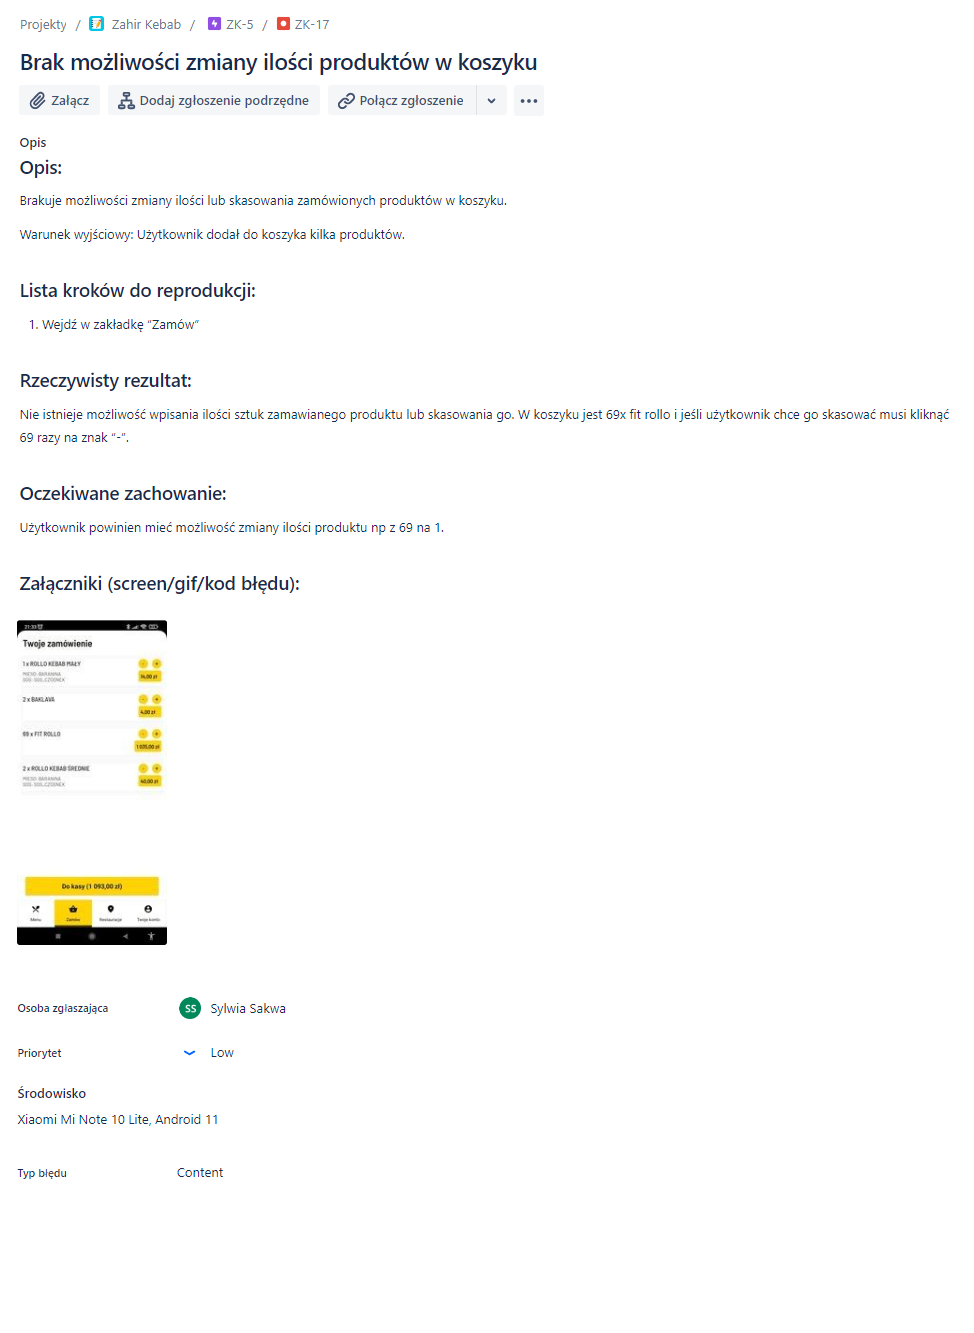 Projekty / Zahir Kebab / ZK-5 / ZK-17
Brak możliwości zmiany ilości produktów w koszyku
Załącz Dodaj zgłoszenie podrzędne Połącz zgłoszenie
Opis
Opis:
Brakuje możliwości zmiany ilości lub skasowania zamówionych produktów w koszyku.
Warunek wyjściowy: Użytkownik dodał do koszyka kilka produktów.
Lista kroków do reprodukcji:
1. Wejdź w zakładkę “Zamów”
Rzeczywisty rezultat:
Nie istnieje możliwość wpisania ilości sztuk zamawianego produktu lub skasowania go. W koszyku jest 69x fit rollo i jeśli użytkownik chce go skasować musi kliknąć
69 razy na znak “-”.
Oczekiwane zachowanie:
Użytkownik powinien mieć możliwość zmiany ilości produktu np z 69 na 1.
Załączniki (screen/gif/kod błędu):
Twoje zamówienie
1 x ROLLO KEBAB MAŁY
MIĘSO: BARANINA
14,00 zł
2 x BAKLAVA
4,00 zł
69 x FIT ROLLO
1 035,00 zł
2 x ROLLO KEBAB ŚREDNIE
MIĘSO: BARANINA
40,00 zł
Do kasy (1 093,00 zł)
Menu Zamów Restauracje Twoje konto
Osoba zgłaszająca SS Sylwia Sakwa
Priorytet Low
Środowisko
Xiaomi Mi Note 10 Lite, Android 11
Typ błędu Content